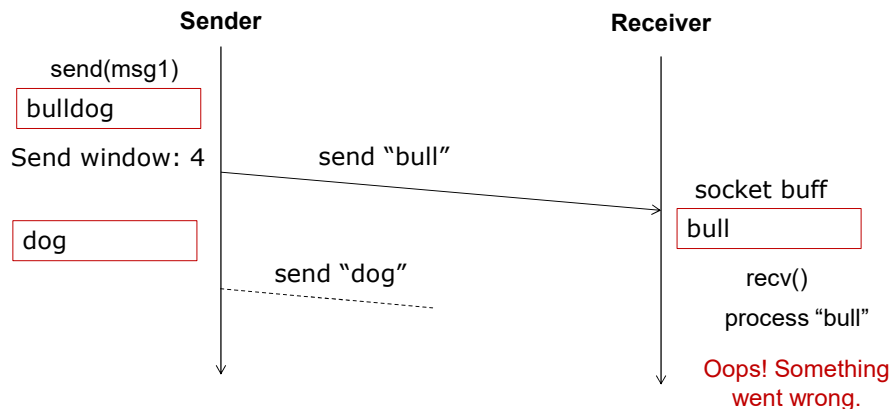 Sender
Receiver
send(msg1)
bulldog
Send window: 4
send “bull”
socket buff
bull
dog
send “dog”
recv()
process “bull”
Oops! Something
went wrong.